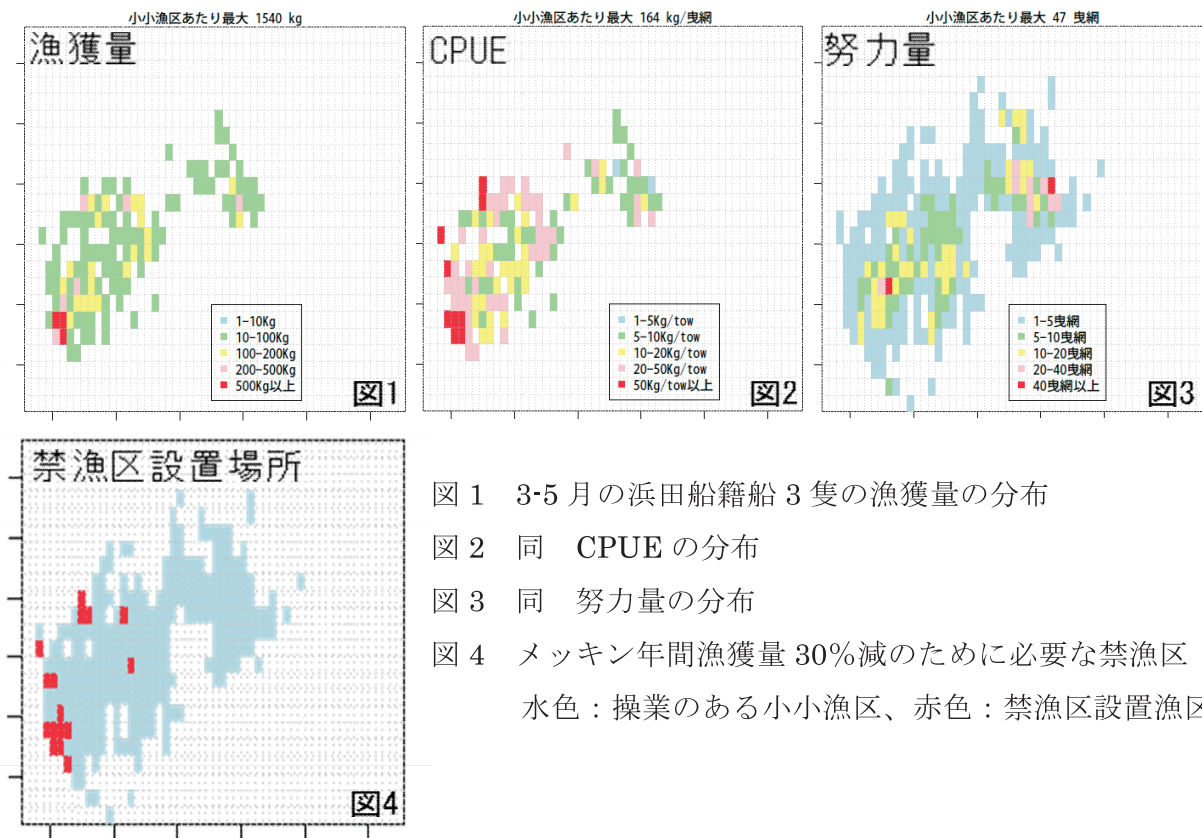 小小漁区あたり最大 1540 kg
漁獲量
1-10Kg
10-100Kg
100-200Kg
200-500Kg
500Kg以上
図1
小小漁区あたり最大 164 kg/曳網
CPUE
1-5Kg/tow
5-10Kg/tow
10-20Kg/tow
20-50Kg/tow
50Kg/tow以上
図2
小小漁区あたり最大 47 曳網
努力量
1-5曳網
5-10曳網
10-20曳網
20-40曳網
40曳網以上
図3
禁漁区設置場所
図4
図 1 3-5 月の浜田船籍船 3 隻の漁獲量の分布
図 2 同 CPUE の分布
図 3 同 努力量の分布
図 4 メッキン年間漁獲量 30%減のために必要な禁漁区
水色：操業のある小小漁区、赤色：禁漁区設置漁区